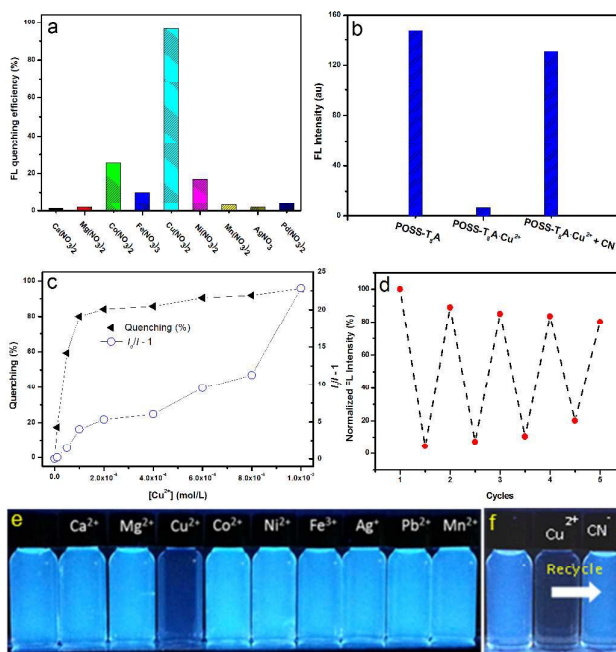 a
FL quenching efficiency (%)
100
80
60
40
20
0
Ca(NO3)2
Mg(NO3)2
Co(NO3)2
Fe(NO3)3
Cu(NO3)2
Ni(NO3)2
Mn(NO3)2
AgNO3
Pd(NO3)2
b
FL Intensity (au)
160
120
80
40
0
POSS-T8A
POSS-T8A-Cu2+
POSS-T8A-Cu2+ + CN
c
Quenching (%)
100
80
60
40
20
0
Quenching (%)
I0/I - 1
25
20
15
10
5
0
I/I - 1
0.0
2.0x10-4
4.0x10-4
6.0x10-4
8.0x10-4
[Cu2+] (mol/L)
d
Normalized FL Intensity (%)
100
80
60
40
20
0
1
2
3
4
5
Cycles
e
Ca2+
Mg2+
Cu2+
Co2+
Ni2+
Fe3+
Ag+
Pb2+
Mn2+
f
Cu2+
CN-
Recycle